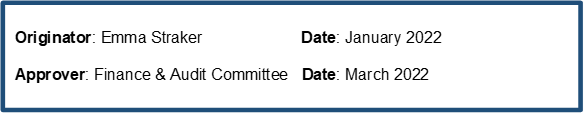 Originator: Emma Straker Date: January 2022
Approver: Finance & Audit Committee Date: March 2022